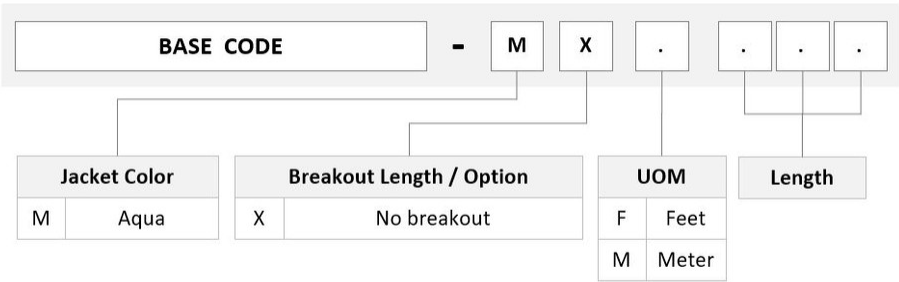 BASE CODE - M X . . . .
Jacket Color Breakout Length / Option UOM Length
M Aqua X No breakout F Feet
M Meter